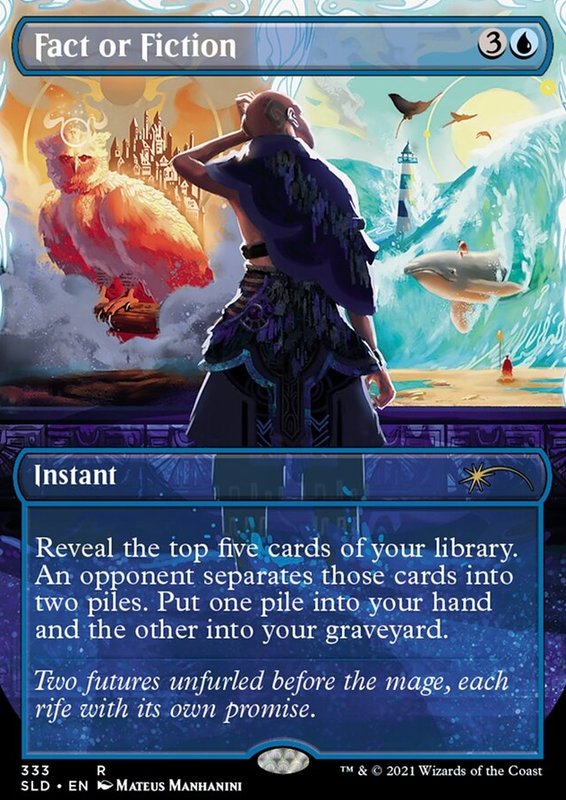 Fact or Fiction 3
Instant
Reveal the top five cards of your library.
An opponent separates those cards into
two piles. Put one pile into your hand
and the other into your graveyard.
Two futures unfurled before the mage, each
rife with its own promise.
333 R ™ & © 2021 Wizards of the Coast
SLD • EN Mateus Manhanini